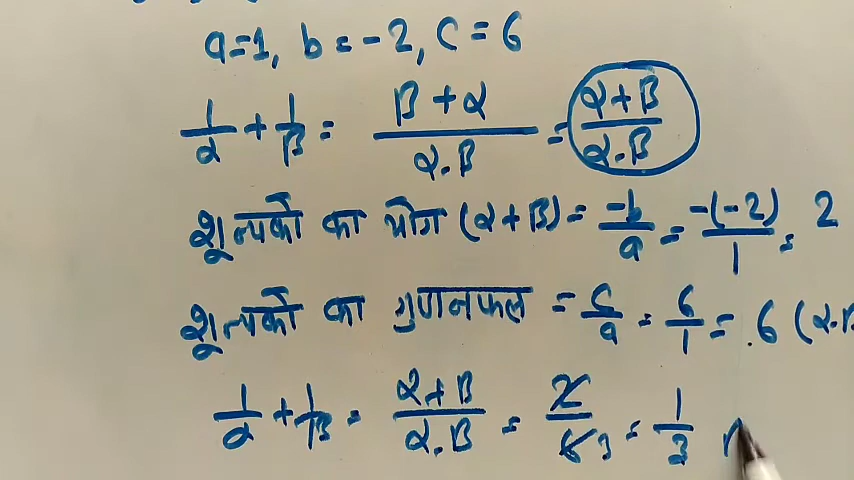 a=1, b=-2, c=6
1/α + 1/β = β+α/α.β = α+β/α.β
शून्यकों का योग (α+β) = -b/a = -(-2)/1 = 2
शून्यकों का गुणनफल = c/a = 6/1 = 6 (α.β
1/α + 1/β = α+β/α.β = 2/6 3 = 1/3